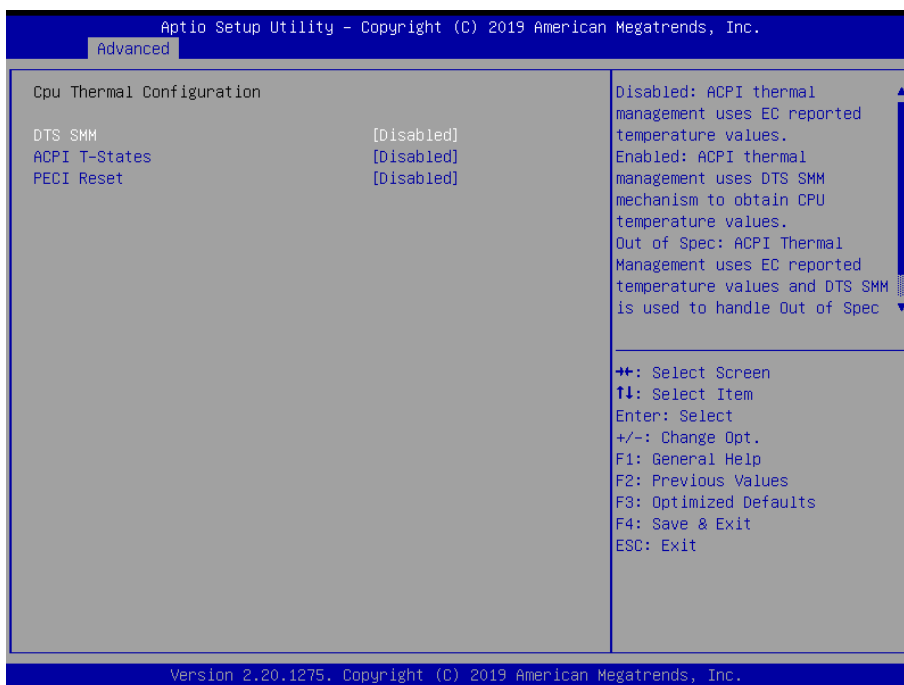 Aptio Setup Utility – Copyright (C) 2019 American Megatrends, Inc.
Advanced
Cpu Thermal Configuration
DTS SMM [Disabled]
ACPI T-States [Disabled]
PECI Reset [Disabled]
Disabled: ACPI thermal
management uses EC reported
temperature values.
Enabled: ACPI thermal
management uses DTS SMM
mechanism to obtain CPU
temperature values.
Out of Spec: ACPI Thermal
Management uses EC reported
temperature values and DTS SMM
is used to handle Out of Spec
→←: Select Screen
↑↓: Select Item
Enter: Select
+/-: Change Opt.
F1: General Help
F2: Previous Values
F3: Optimized Defaults
F4: Save & Exit
ESC: Exit
Version 2.20.1275. Copyright (C) 2019 American Megatrends, Inc.